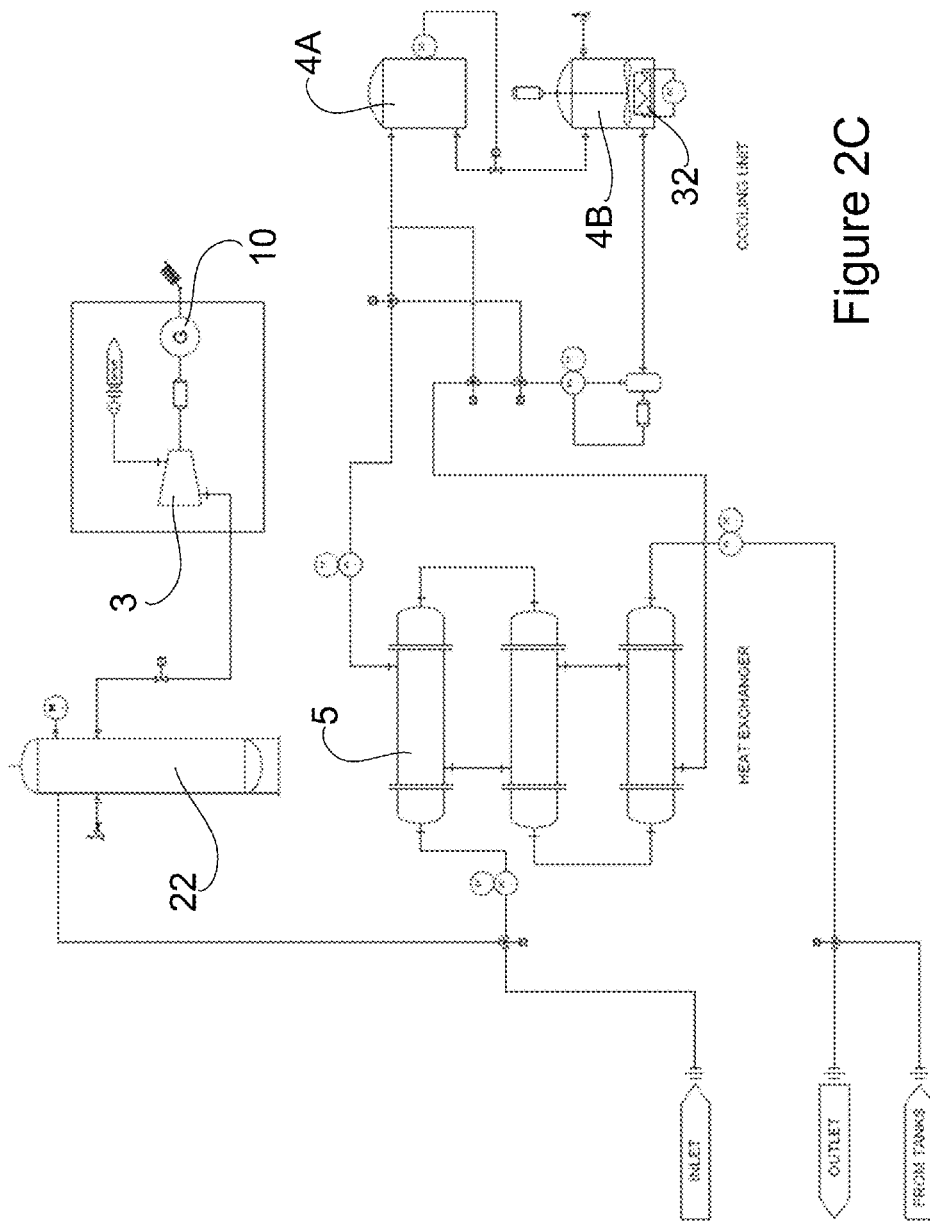 10
3
22
4A
4B
32
COOLING UNIT
5
HEAT EXCHANGER
INLET
OUTLET
FROM TANKS
Figure 2C